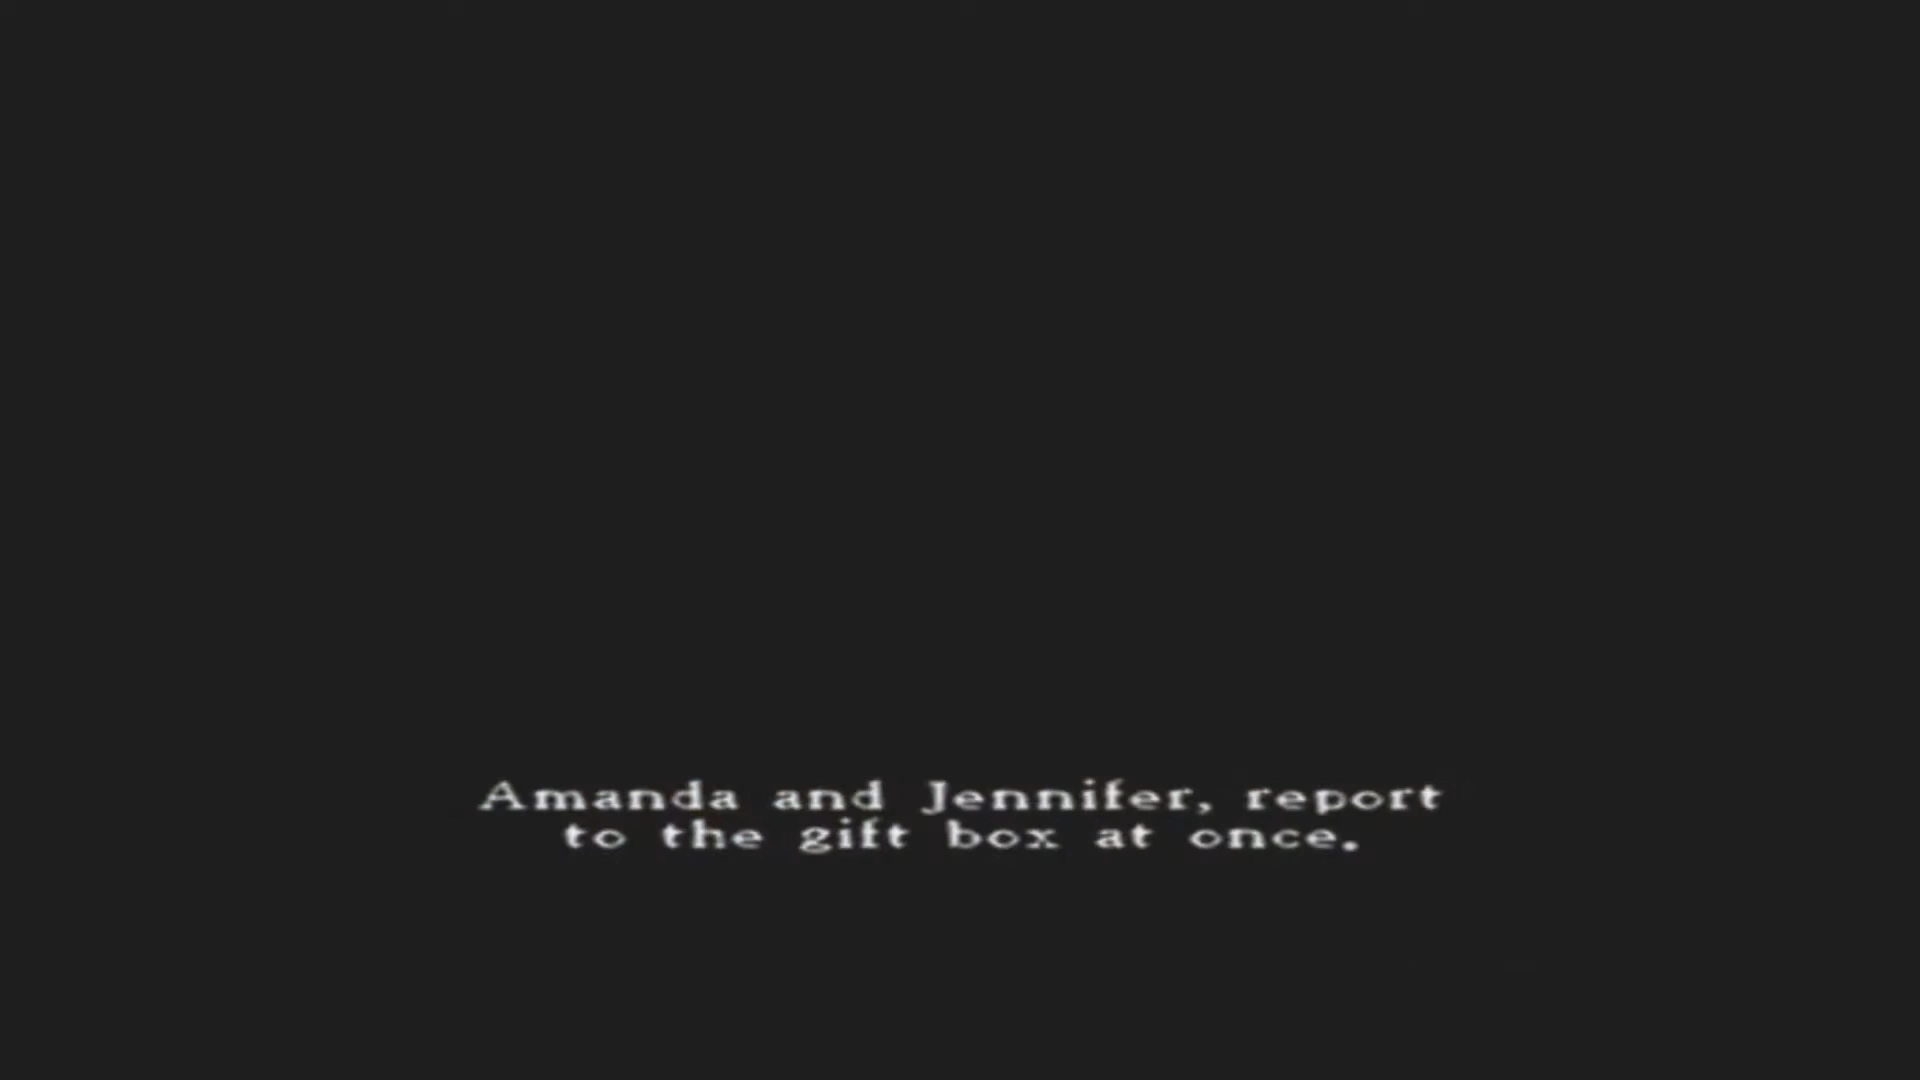 Amanda and Jennifer, report
to the gift box at once.